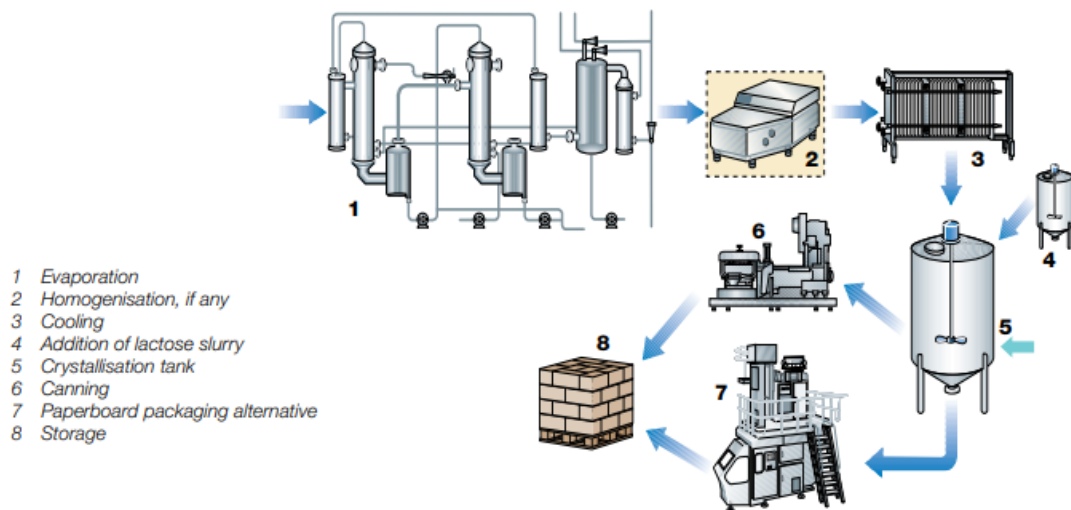 1
2
3
4
5
6
7
8
1 Evaporation
2 Homogenisation, if any
3 Cooling
4 Addition of lactose slurry
5 Crystallisation tank
6 Canning
7 Paperboard packaging alternative
8 Storage